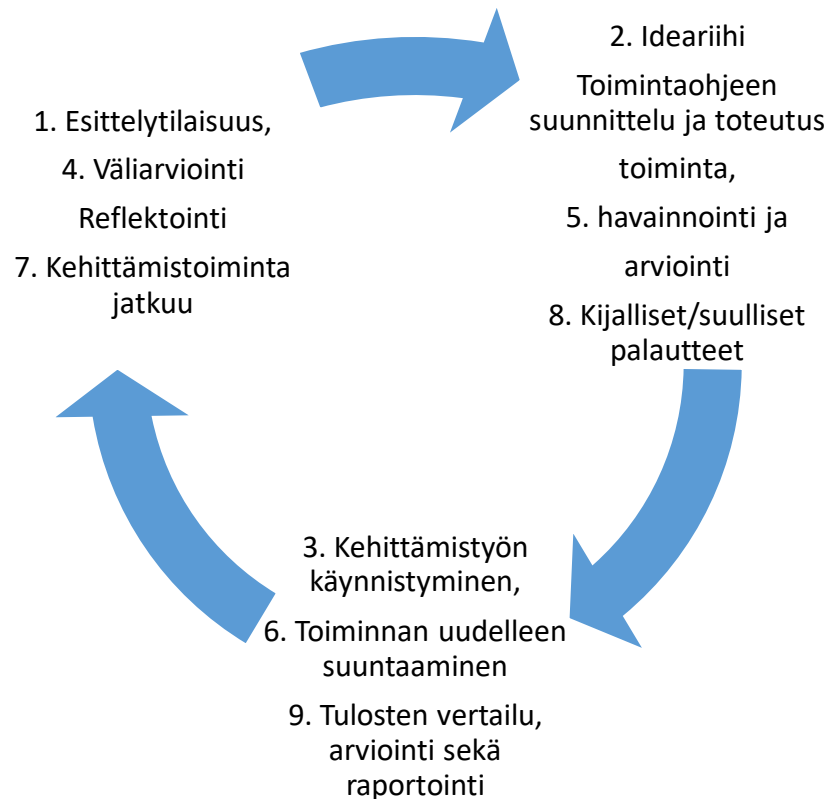 1. Esittelytilaisuus,
4. Väliarviointi
Reflektointi
7. Kehittämistoiminta
jatkuu
2. Ideariihi
Toimintaohjeen
suunnittelu ja toteutus
toiminta,
5. havainnointi ja
arviointi
8. Kijalliset/suulliset
palautteet
3. Kehittämistyön
käynnistyminen,
6. Toiminnan uudelleen
suuntaaminen
9. Tulosten vertailu,
arviointi sekä
raportointi